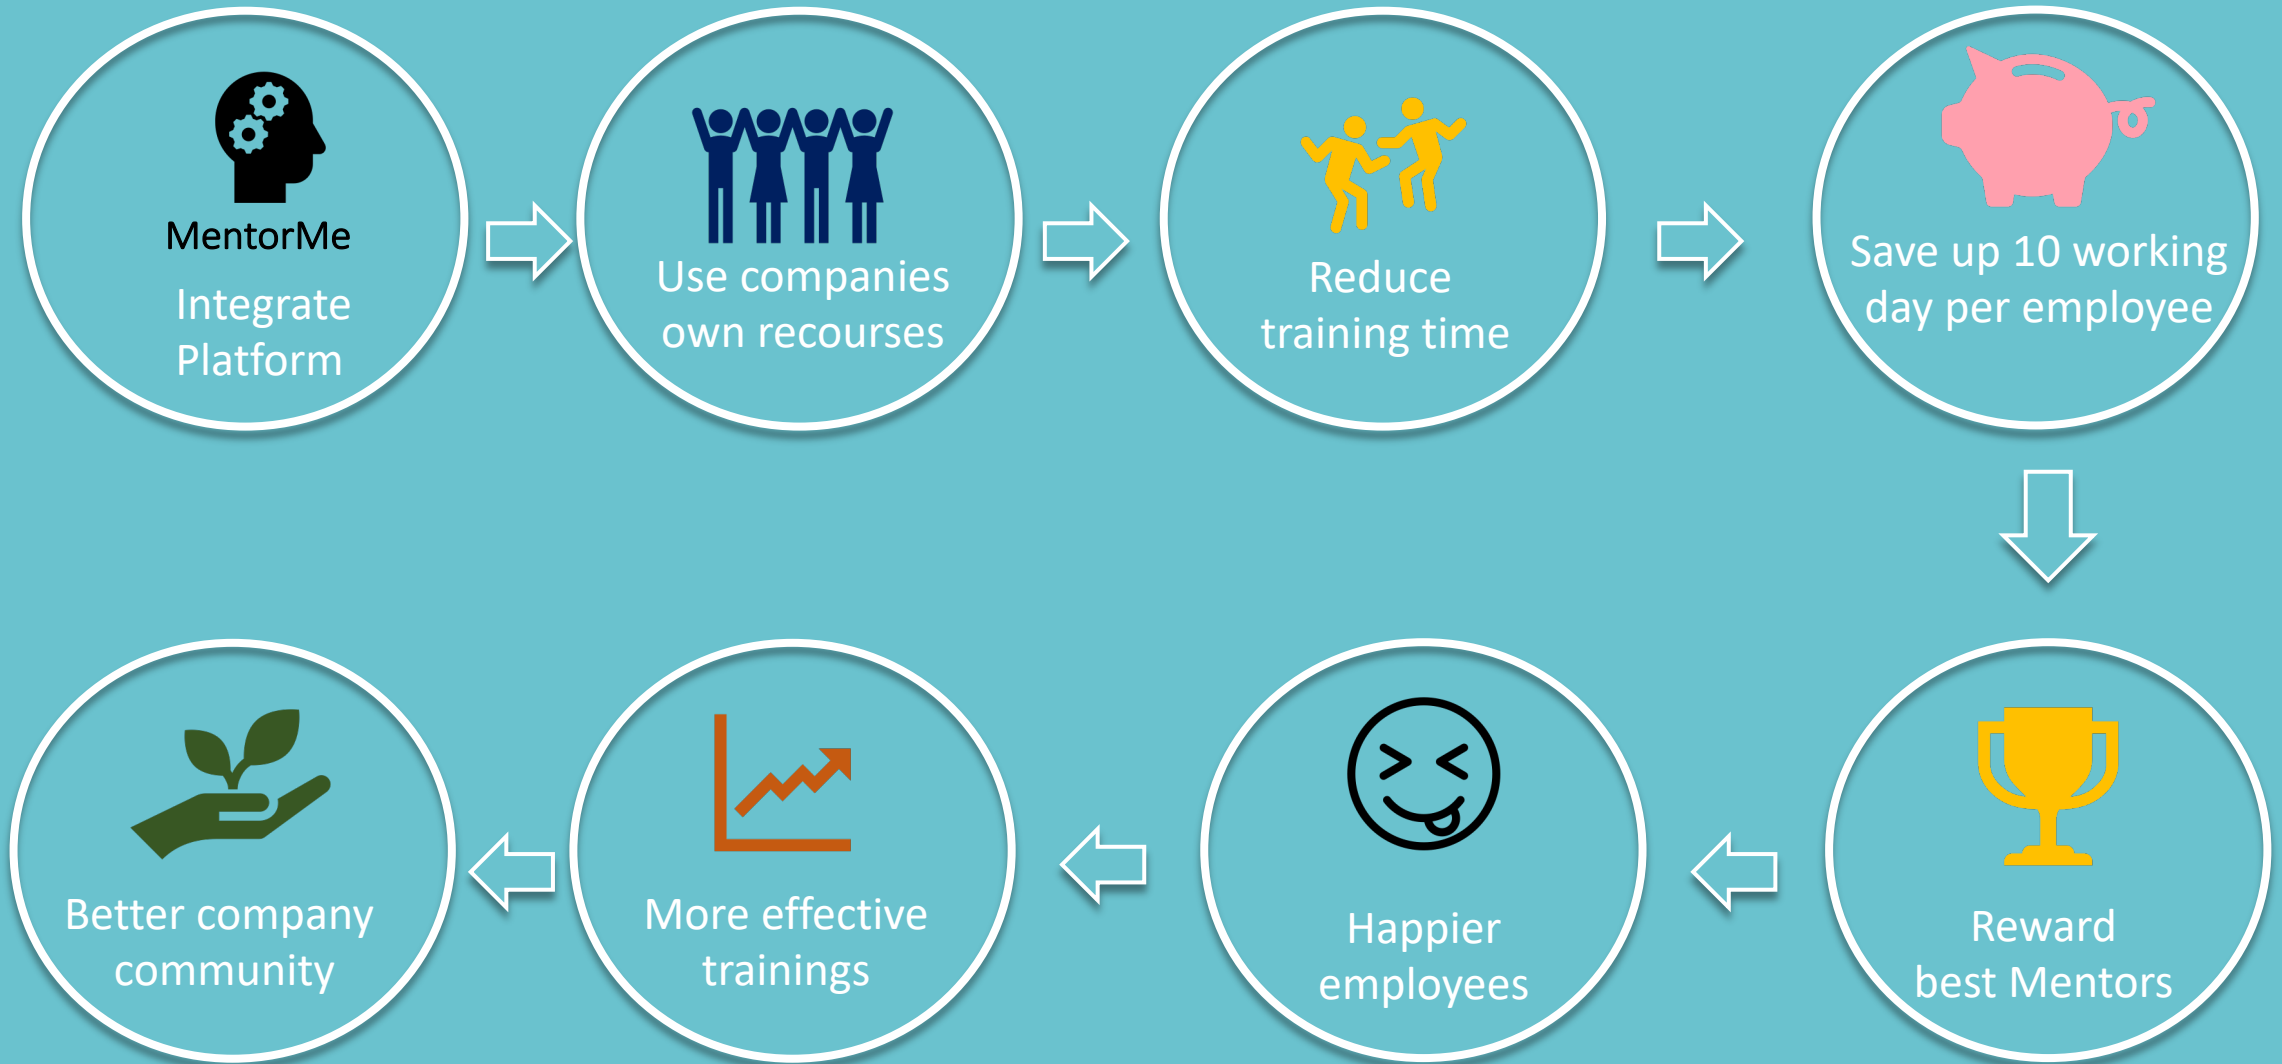 MentorMe
Integrate
Platform
Use companies
own recourses
Reduce
training time
Save up 10 working
day per employee
Reward
best Mentors
Happier
employees
More effective
trainings
Better company
community